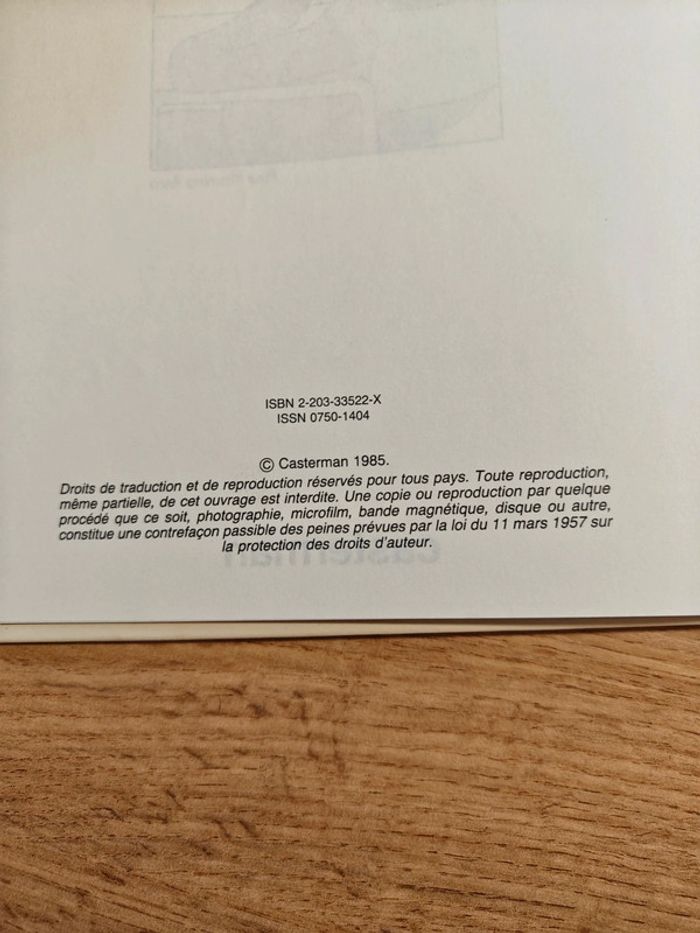 ISBN 2-203-33522-X
ISSN 0750-1404
© Casterman 1985.
Droits de traduction et de reproduction réservés pour tous pays. Toute reproduction,
même partielle, de cet ouvrage est interdite. Une copie ou reproduction par quelque
procédé que ce soit, photographie, microfilm, bande magnétique, disque ou autre,
constitue une contrefaçon passible des peines prévues par la loi du 11 mars 1957 sur
la protection des droits d'auteur.